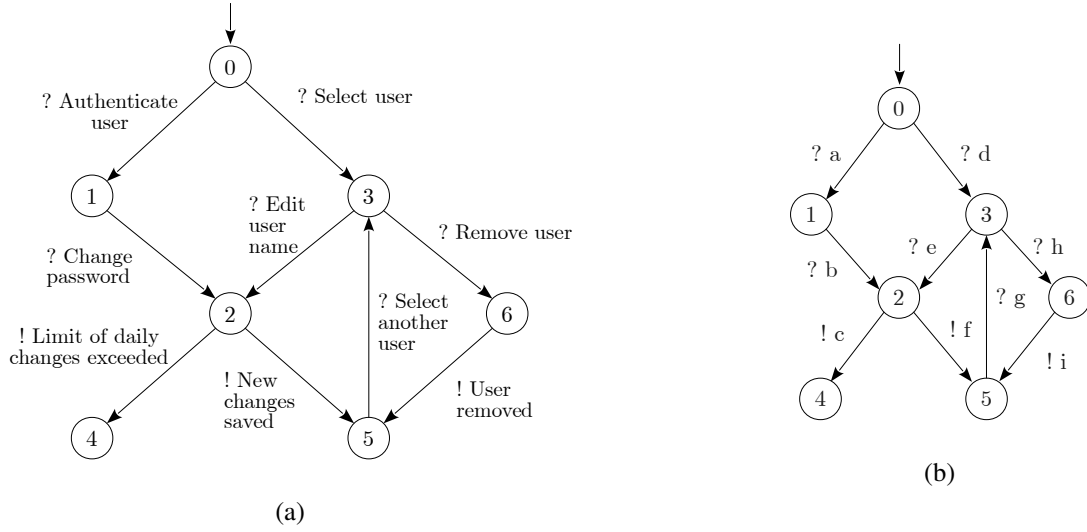 0
? Authenticate
user
? Select user
1
3
? Edit
user
name
? Remove user
? Change
password
2
? Select
another
user
6
! Limit of daily
changes exceeded
! New
changes
saved
! User
removed
4
5
(a)
0
? a
? d
1
3
? b
? e
? h
2
? g
6
! c
! f
! i
4
5
(b)